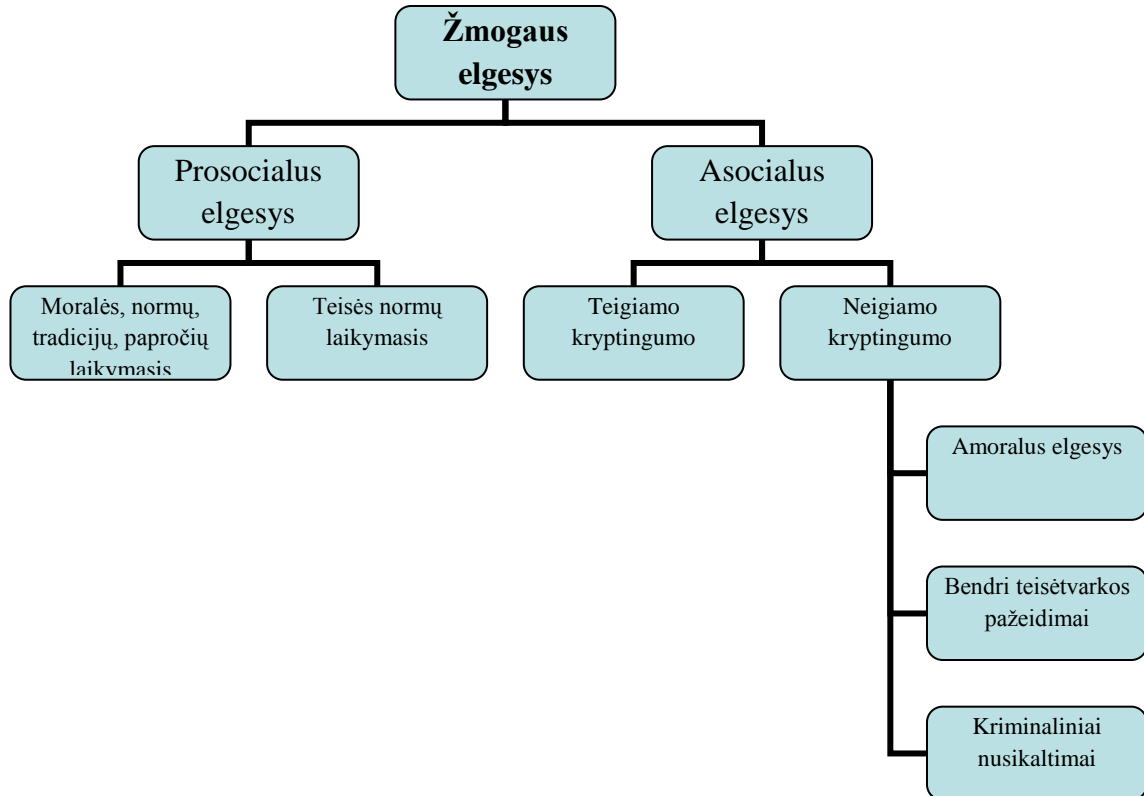 Žmogaus
elgesys
Prosocialus
elgesys
Asocialus
elgesys
Moralės, normų,
tradicijų, papročių
laikymasis
Teisės normų
laikymasis
Teigiamo
kryptingumo
Neigiamo
kryptingumo
Amoralus elgesys
Bendri teisėtvarkos
pažeidimai
Kriminaliniai
nusikaltimai